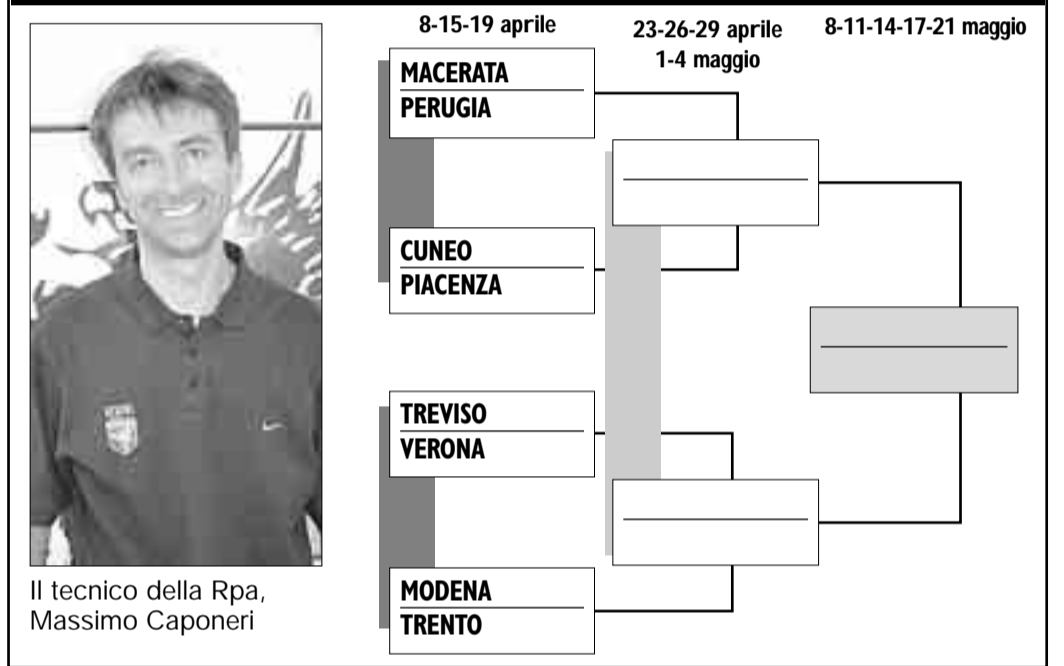 8-15-19 aprile
23-26-29 aprile
1-4 maggio
8-11-14-17-21 maggio
MACERATA
PERUGIA
CUNEO
PIACENZA
TREVISO
VERONA
MODENA
TRENTO
Il tecnico della Rpa,
Massimo Caponeri